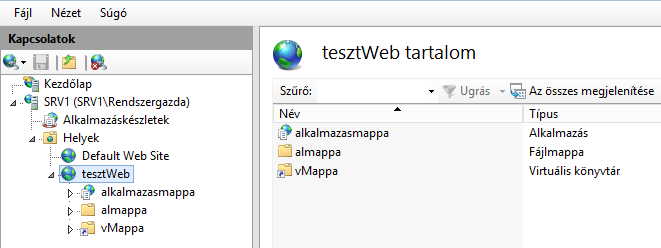 Fájl Nézet Súgó
Kapcsolatok
Kezdőlap
SRV1 (SRV1\Rendszergazda)
Alkalmazáskészletek
Helyek
Default Web Site
tesztWeb
alkalmazasmappa
almappa
vMappa
tesztWeb tartalom
Szűrő: Ugrás Az összes megjelenítése
Név Típus
alkalmazasmappa Alkalmazás
almappa Fájlmappa
vMappa Virtuális könyvtár